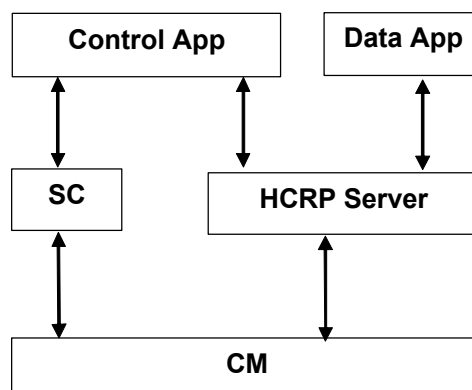 Control App
Data App
SC
HCRP Server
CM